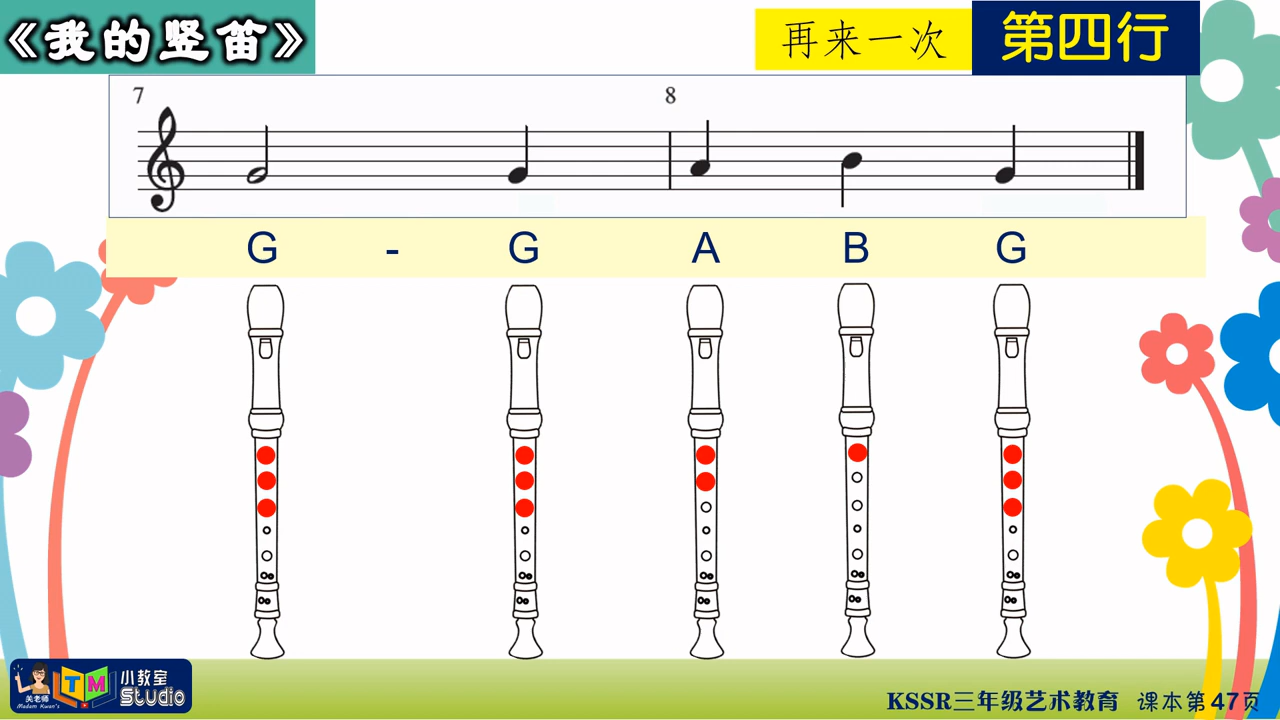 《我的竖笛》
再来一次 第四行
7 8
G - G A B G
关老师
Madam Kwan's
TM
小教室
Studio
KSSR三年级艺术教育 课本第47页